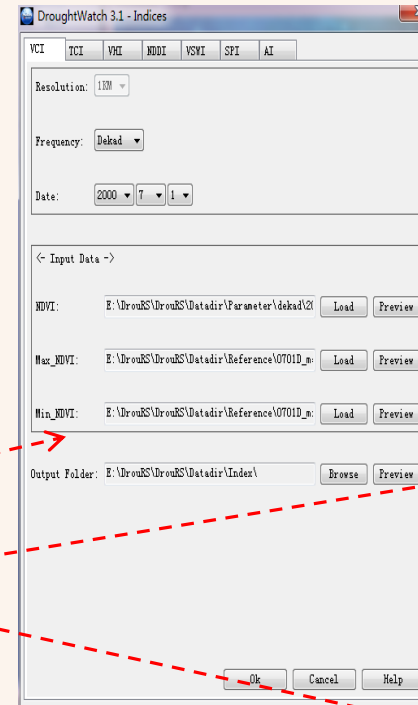 DroughtWatch 3.1 - Indices
VCI TCI VHI NDDI VSWI SPI AI
Resolution: 1KM
Frequency: Dekad
Date: 2000 7 1
<- Input Data ->
NDVI: E:\DrouRS\DrouRS\Datadir\Parameter\dekad\20 Load Preview
Max_NDVI: E:\DrouRS\DrouRS\Datadir\Reference\0701D_m Load Preview
Min_NDVI: E:\DrouRS\DrouRS\Datadir\Reference\0701D_m Load Preview
Output Folder: E:\DrouRS\DrouRS\Datadir\Index\ Browse Preview
Ok Cancel Help